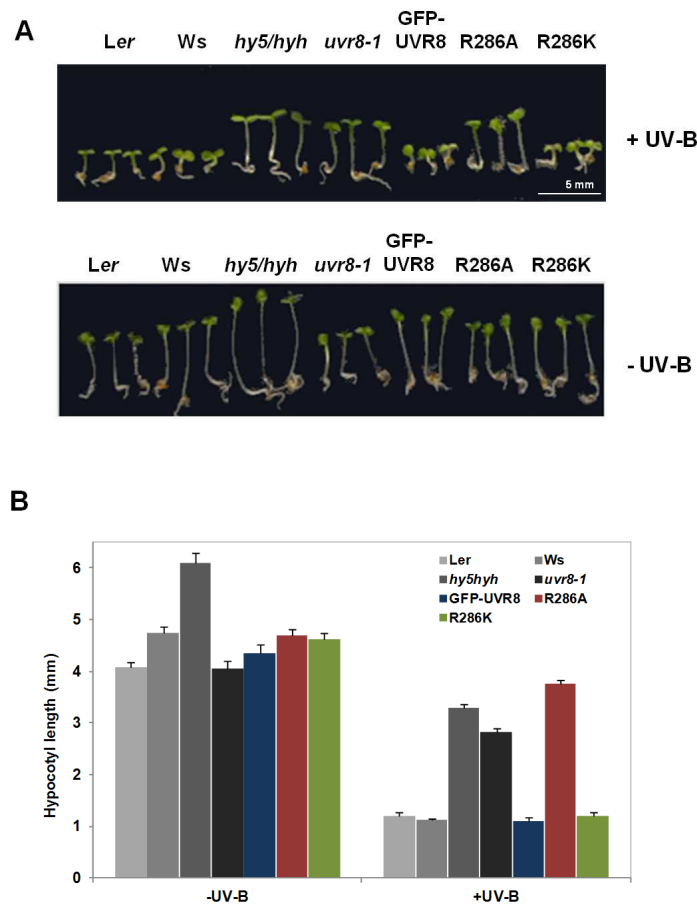 A
GFP-
Ler Ws hy5/hyh uvr8-1 UVR8 R286A R286K
+ UV-B
5 mm
GFP-
Ler Ws hy5/hyh uvr8-1 UVR8 R286A R286K
- UV-B
B
Hypocotyl length (mm)
6
5
4
3
2
1
0
Ler Ws
hy5hyh uvr8-1
GFP-UVR8 R286A
R286K
-UV-B +UV-B